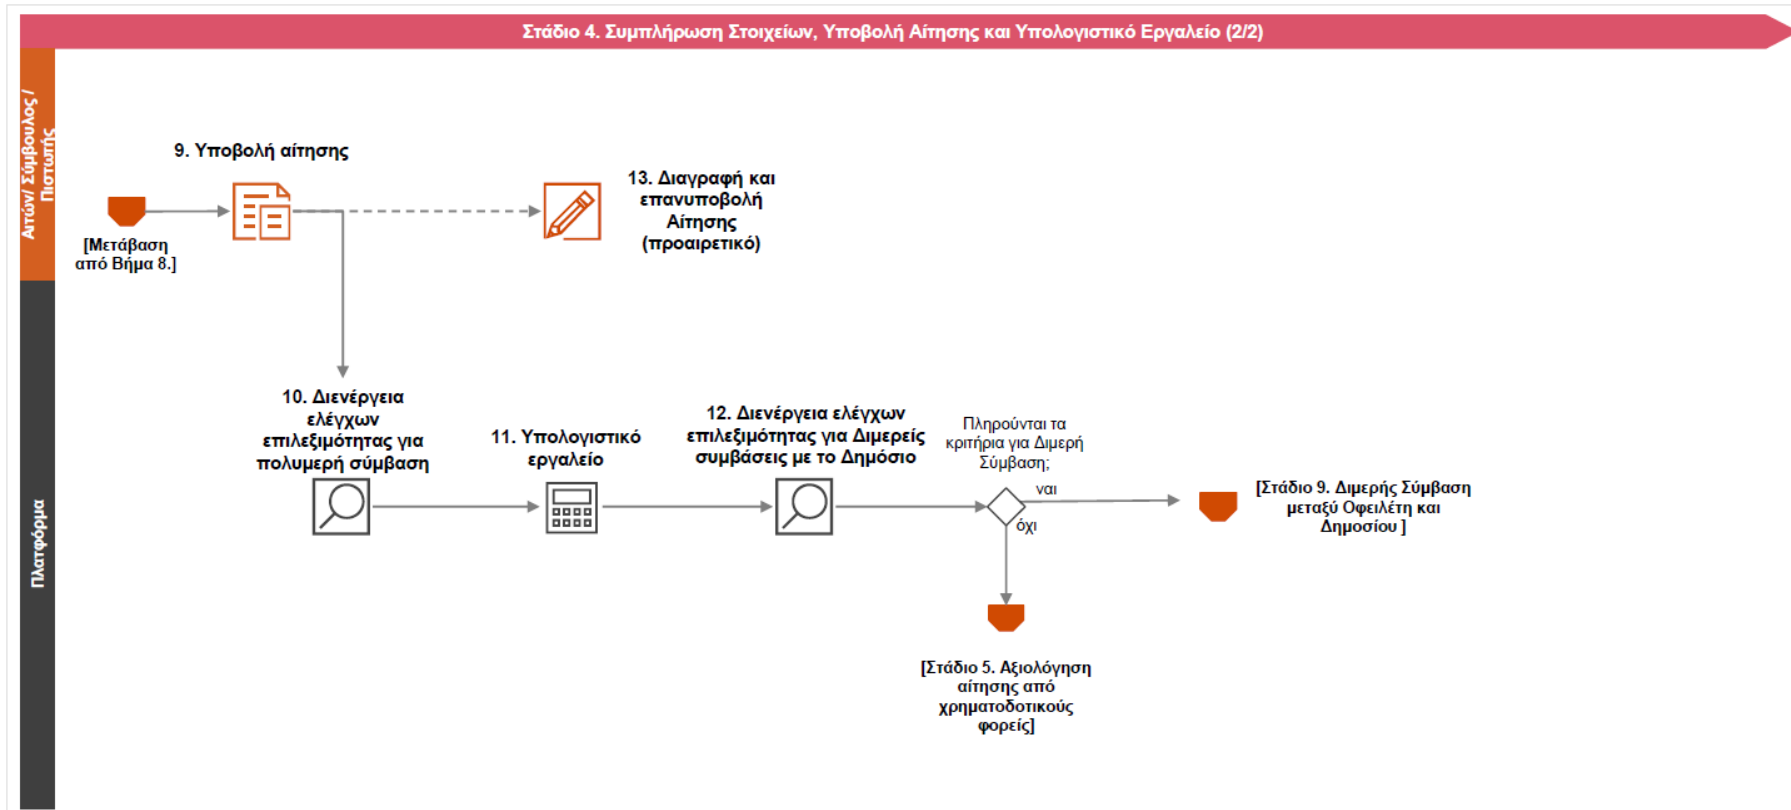 Στάδιο 4. Συμπλήρωση Στοιχείων, Υποβολή Αίτησης και Υπολογιστικό Εργαλείο (2/2)
Αιτών/ Σύμβουλος /
Πιστωτής
9. Υποβολή αίτησης
[Μετάβαση
από Βήμα 8.]
13. Διαγραφή και
επανυποβολή
Αίτησης
(προαιρετικό)
Πλατφόρμα
10. Διενέργεια
ελέγχων
επιλεξιμότητας για
πολυμερή σύμβαση
11. Υπολογιστικό
εργαλείο
12. Διενέργεια ελέγχων
επιλεξιμότητας για Διμερείς
συμβάσεις με το Δημόσιο
Πληρούνται τα
κριτήρια για Διμερή
Σύμβαση;
ναι
όχι
[Στάδιο 9. Διμερής Σύμβαση
μεταξύ Οφειλέτη και
Δημοσίου ]
[Στάδιο 5. Αξιολόγηση
αίτησης από
χρηματοδοτικούς
φορείς]